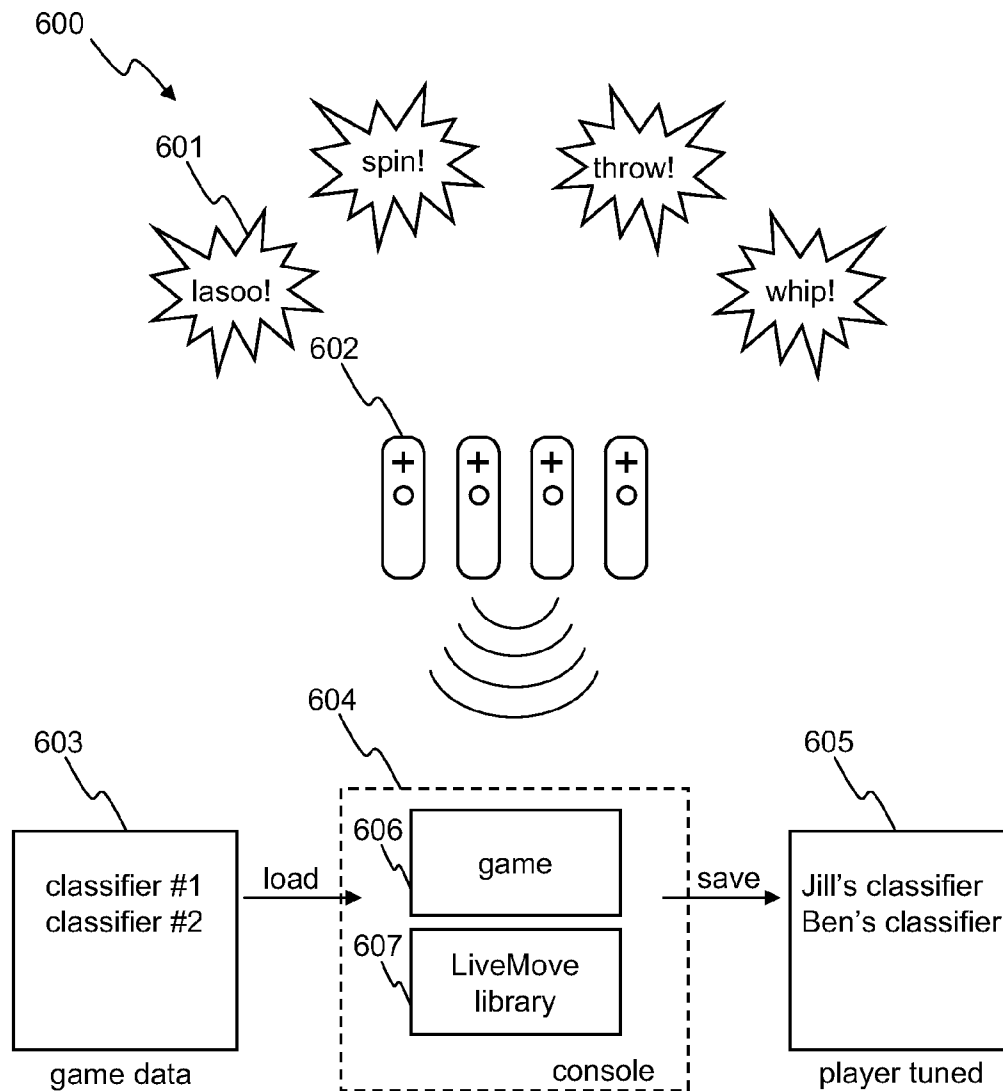 600
601
spin!
throw!
lasoo!
whip!
602
604
603
605
606
game
classifier #1
classifier #2
load
save
Jill's classifier
Ben's classifier
607
LiveMove
library
console
game data
player tuned